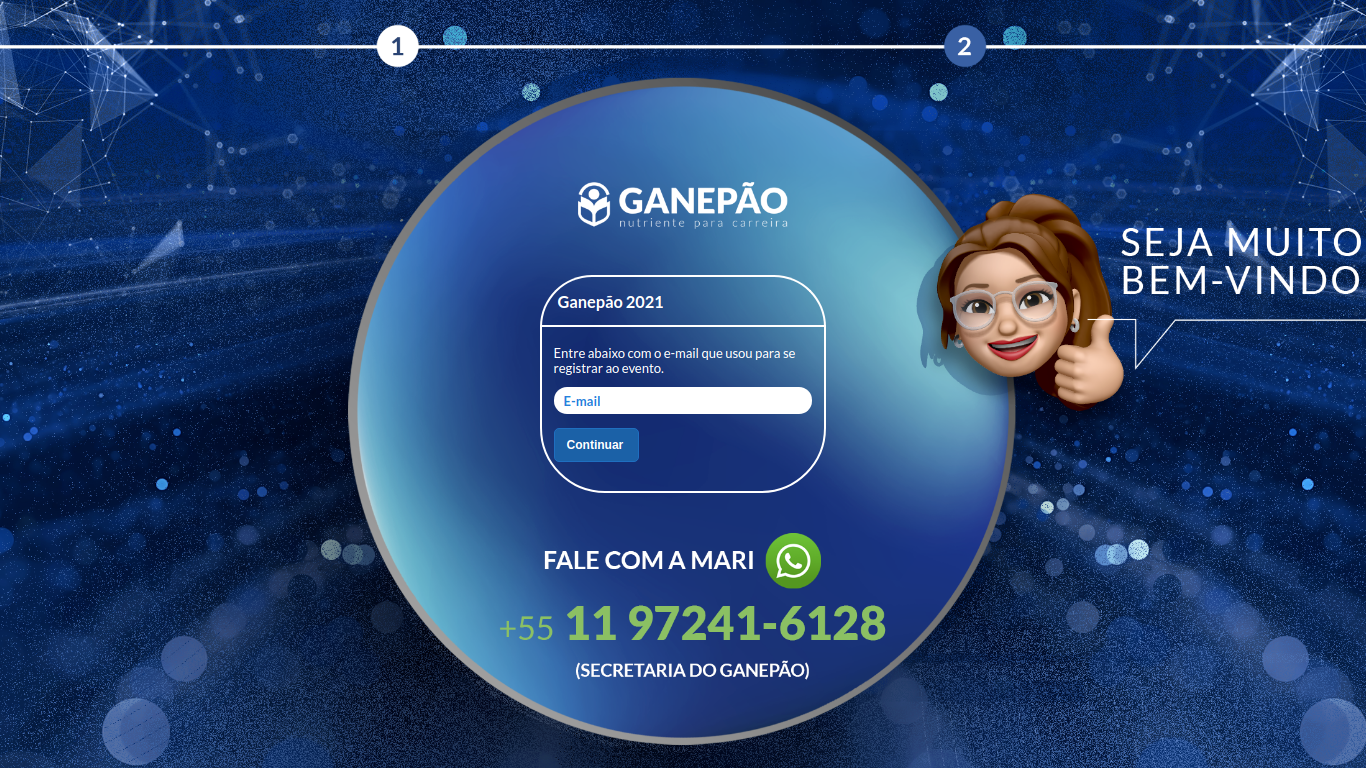 1
2
GANEPÃO
nutriente para carreira
SEJA MUITO
BEM-VINDO
Ganepão 2021
Entre abaixo com o e-mail que usou para se
registrar ao evento.
E-mail
Continuar
FALE COM A MARI
+55 11 97241-6128
(SECRETARIA DO GANEPÃO)